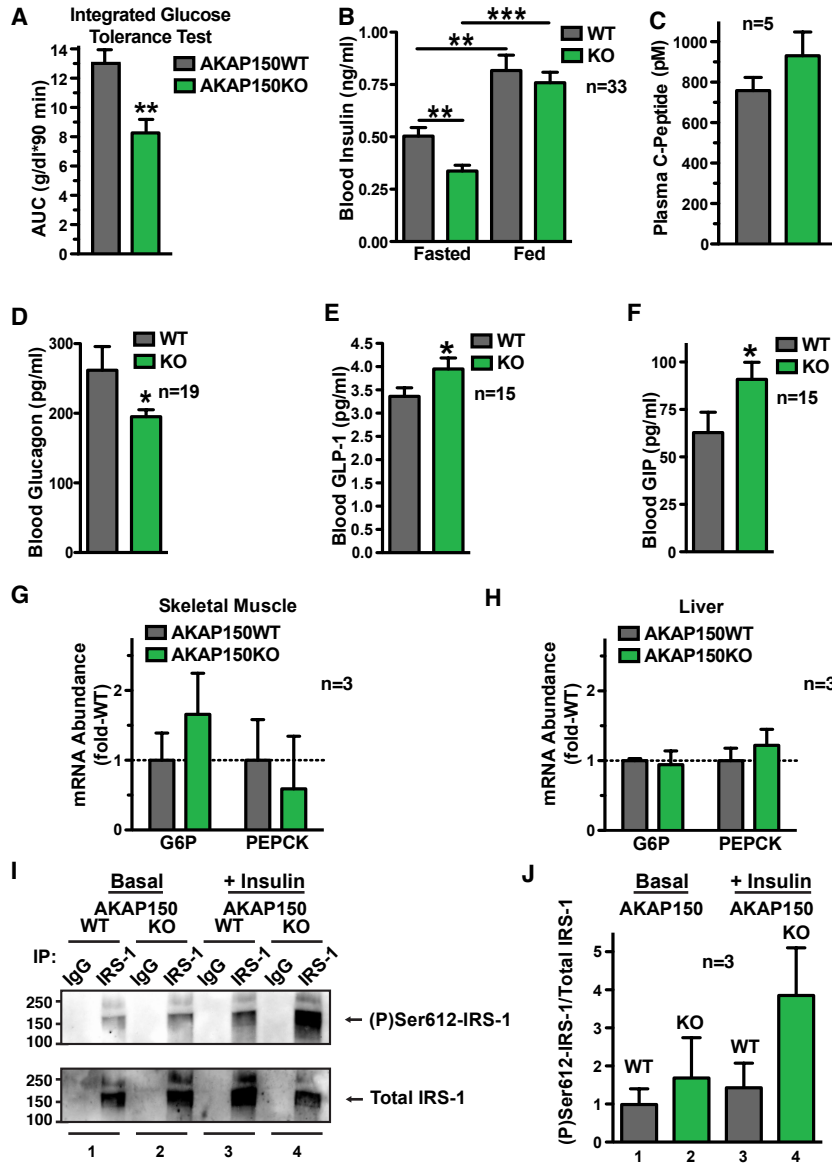 A
Integrated Glucose
Tolerance Test
AKAP150WT
AKAP150KO
**
AUC (g/dl*90 min)
14
12
10
8
6
4
2
0
B
***
**
**
WT
KO
n=33
Blood Insulin (ng/ml)
1.00
0.75
0.50
0.25
0.00
Fasted
Fed
C
n=5
Plasma C-Peptide (pM)
1000
800
600
400
200
0
D
WT
KO
n=19
*
Blood Glucagon (pg/ml)
300
200
100
0
E
WT
KO
n=15
*
Blood GLP-1 (pg/ml)
4.5
4.0
3.5
3.0
2.5
2.0
1.5
1.0
0.5
0.0
F
WT
KO
n=15
*
Blood GIP (pg/ml)
100
75
50
25
0
G
Skeletal Muscle
AKAP150WT
AKAP150KO
n=3
mRNA Abundance
(fold-WT)
2
1
0
G6P
PEPCK
H
Liver
AKAP150WT
AKAP150KO
n=3
mRNA Abundance
(fold-WT)
2
1
0
G6P
PEPCK
I
Basal
+ Insulin
AKAP150
AKAP150
WT
KO
WT
KO
IP:
IgG
IRS-1
IgG
IRS-1
IgG
IRS-1
IgG
IRS-1
250
150
100
(P)Ser612-IRS-1
250
150
100
Total IRS-1
1
2
3
4
J
Basal
+ Insulin
AKAP150
AKAP150
KO
n=3
KO
WT
WT
(P)Ser612-IRS-1/Total IRS-1
6
5
4
3
2
1
0
1
2
3
4